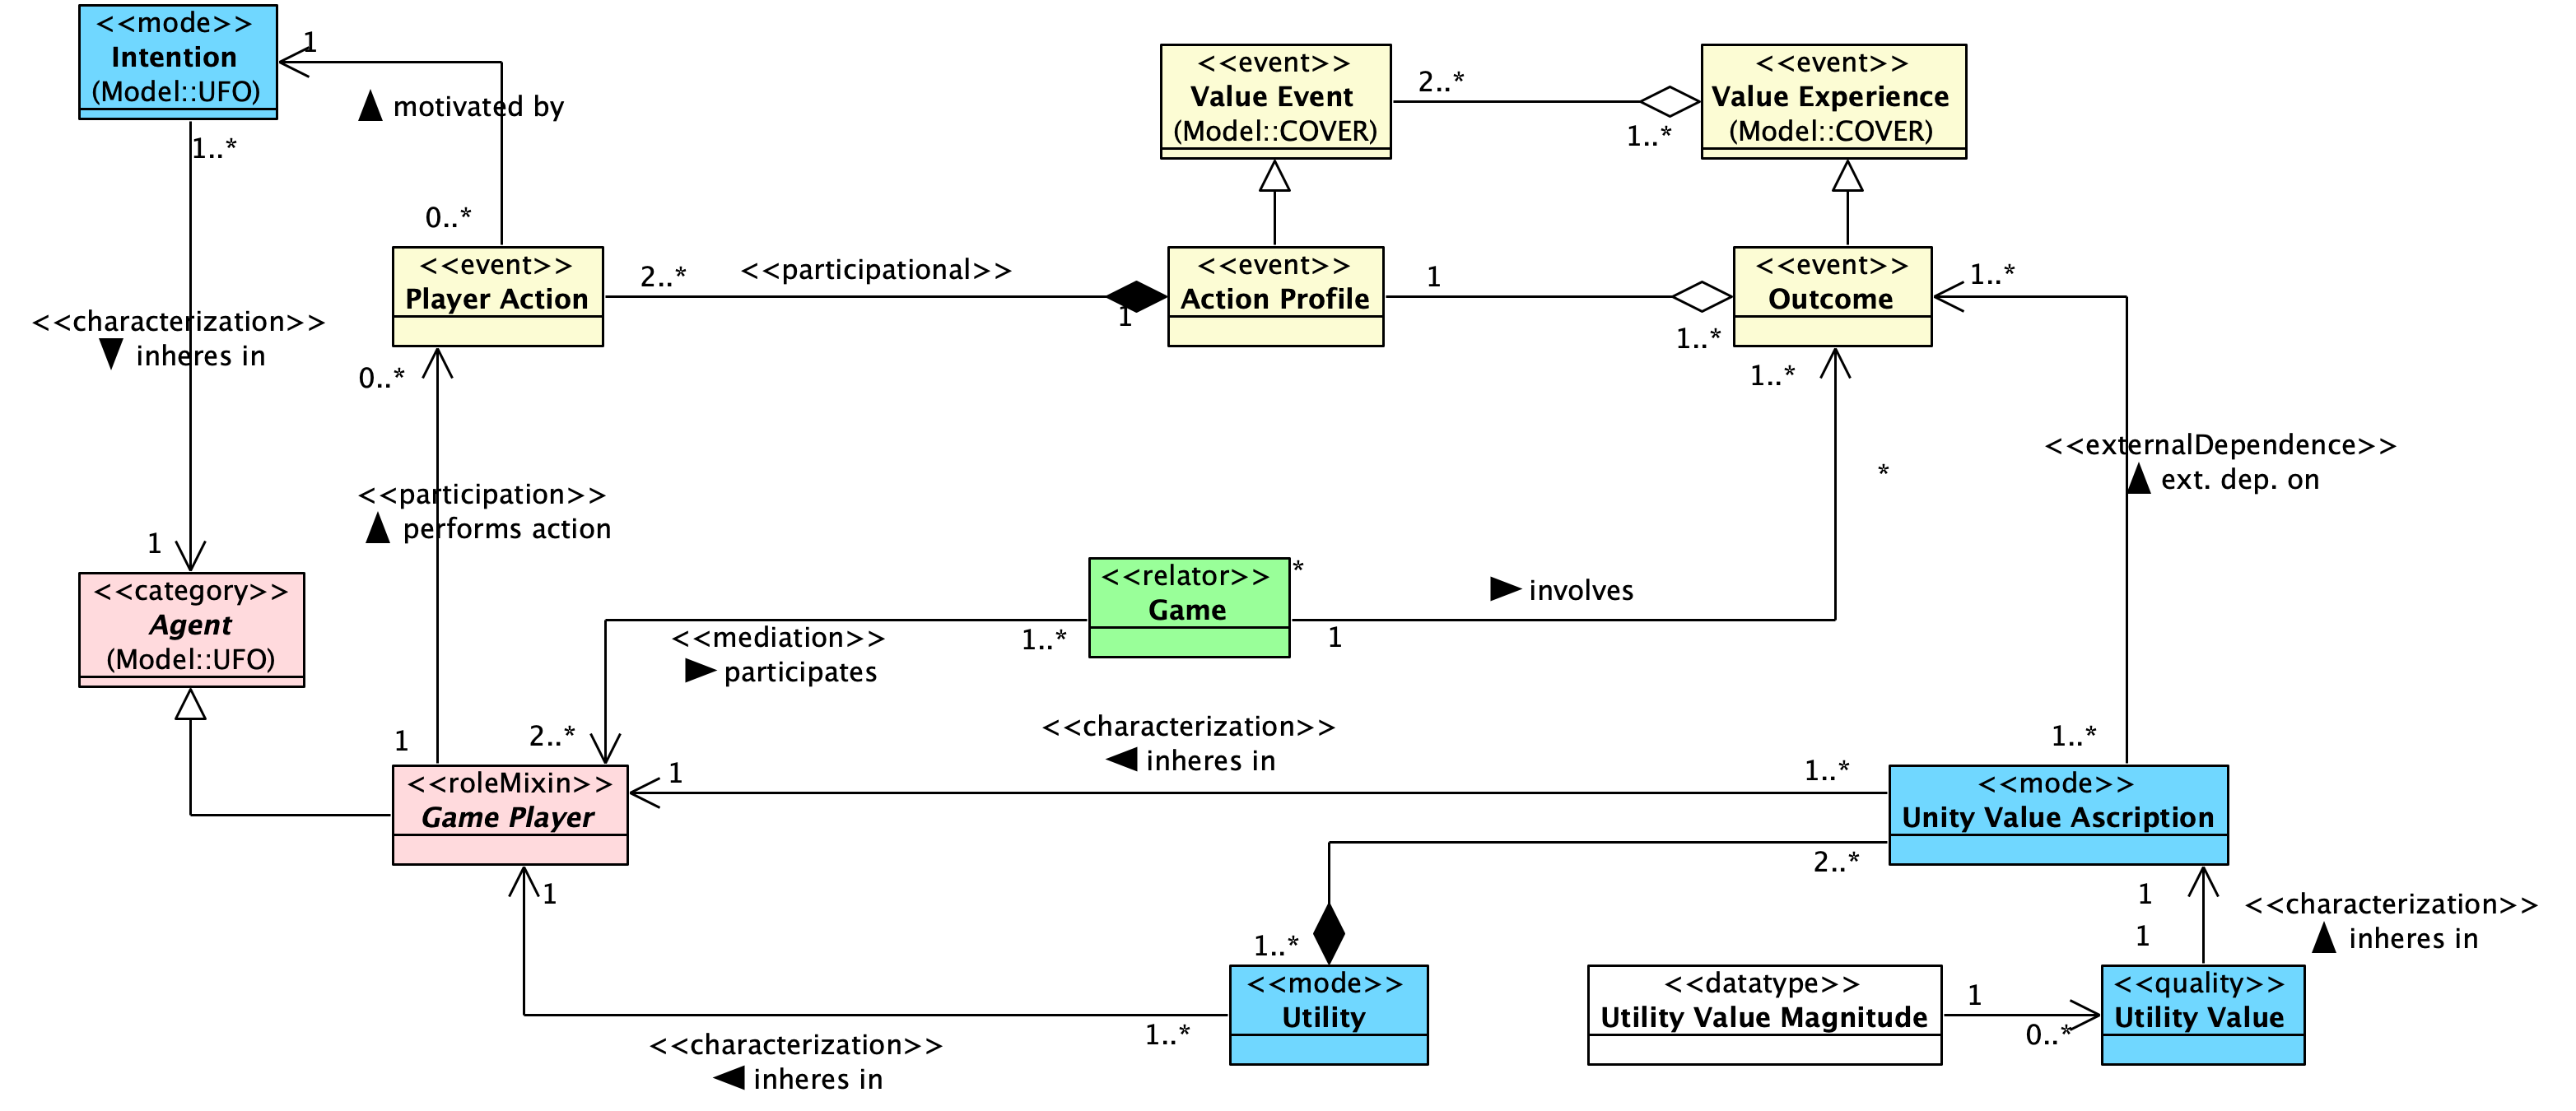 <<mode>>
Intention
(Model::UFO)
1
▲ motivated by
1..*
0..*
<<event>>
Value Event
(Model::COVER)
2..*
1..*
<<event>>
Value Experience
(Model::COVER)
<<characterization>>
▼ inheres in
<<event>>
Player Action
2..*
<<participational>>
1
<<event>>
Action Profile
1
1..*
<<event>>
Outcome
1..*
1..*
0..*
<<participation>>
▲ performs action
*
<<externalDependence>>
▲ ext. dep. on
1
<<category>>
Agent
(Model::UFO)
<<relator>>
Game
*
► involves
1
1..*
<<mediation>>
► participates
1
2..*
<<characterization>>
◄ inheres in
1..*
<<roleMixin>>
Game Player
1
1..*
<<mode>>
Unity Value Ascription
2..*
1
1
1
<<characterization>>
▲ inheres in
1..*
<<mode>>
Utility
<<datatype>>
Utility Value Magnitude
1
0..*
<<quality>>
Utility Value
1..*
<<characterization>>
◄ inheres in